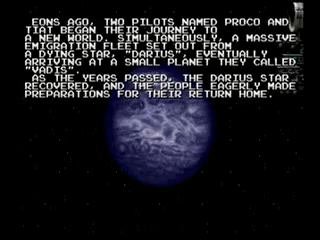 EONS AGO, TWO PILOTS NAMED PROCO AND
TIAT BEGAN THEIR JOURNEY TO
A NEW WORLD. SIMULTANEOUSLY, A MASSIVE
EMIGRATION FLEET SET OUT FROM
A DYING STAR, "DARIUS", EVENTUALLY
ARRIVING AT A SMALL PLANET THEY CALLED
"VADIS".
AS THE YEARS PASSED, THE DARIUS STAR
RECOVERED, AND THE PEOPLE EAGERLY MADE
PREPARATIONS FOR THEIR RETURN HOME.